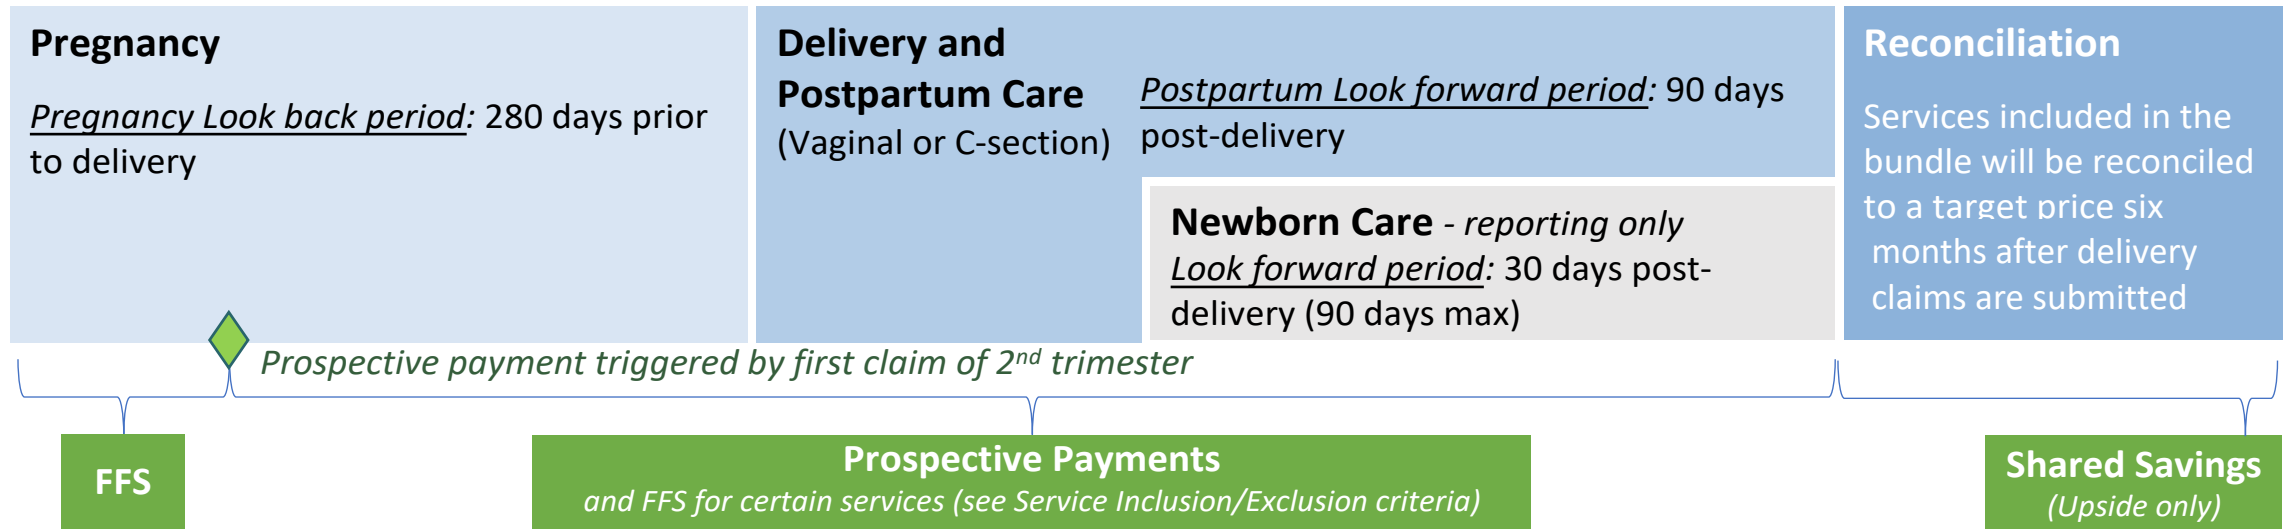 Pregnancy
Pregnancy Look back period: 280 days prior
to delivery
Delivery and
Postpartum Care
(Vaginal or C-section)
Postpartum Look forward period: 90 days
post-delivery
Newborn Care - reporting only
Look forward period: 30 days post-
delivery (90 days max)
Reconciliation
Services included in the
bundle will be reconciled
to a target price six
months after delivery
claims are submitted
Prospective payment triggered by first claim of 2nd trimester
FFS
Prospective Payments
and FFS for certain services (see Service Inclusion/Exclusion criteria)
Shared Savings
(Upside only)